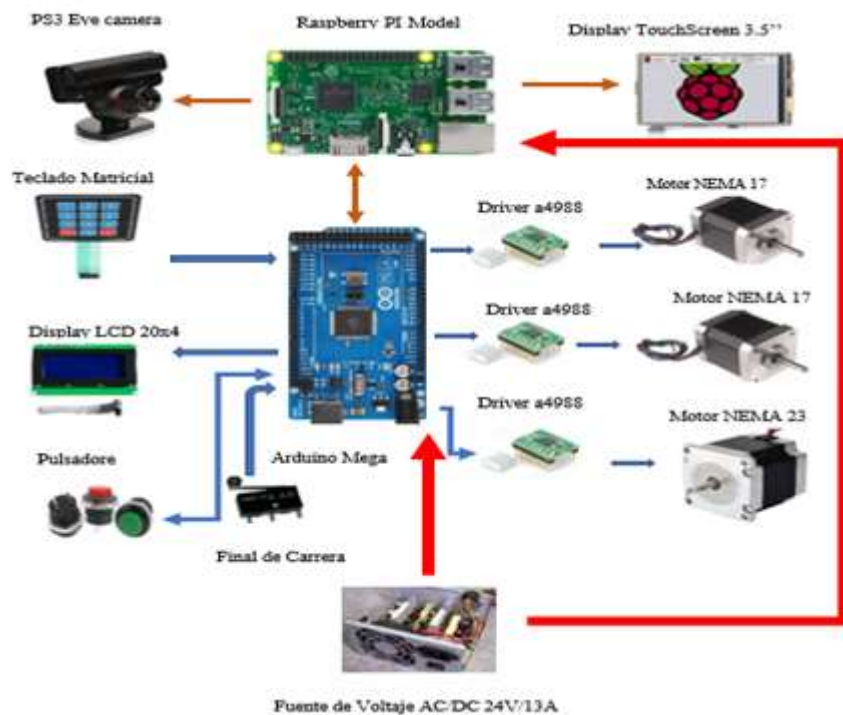 PS3 Eye camera
Raspberry PI Model
Display TouchScreen 3.5’’
Teclado Matricial
Driver a4988
Motor NEMA 17
Driver a4988
Motor NEMA 17
Display LCD 20x4
Driver a4988
Motor NEMA 23
Pulsadore
Arduino Mega
Final de Carrera
Fuente de Voltaje AC/DC 24V/13A